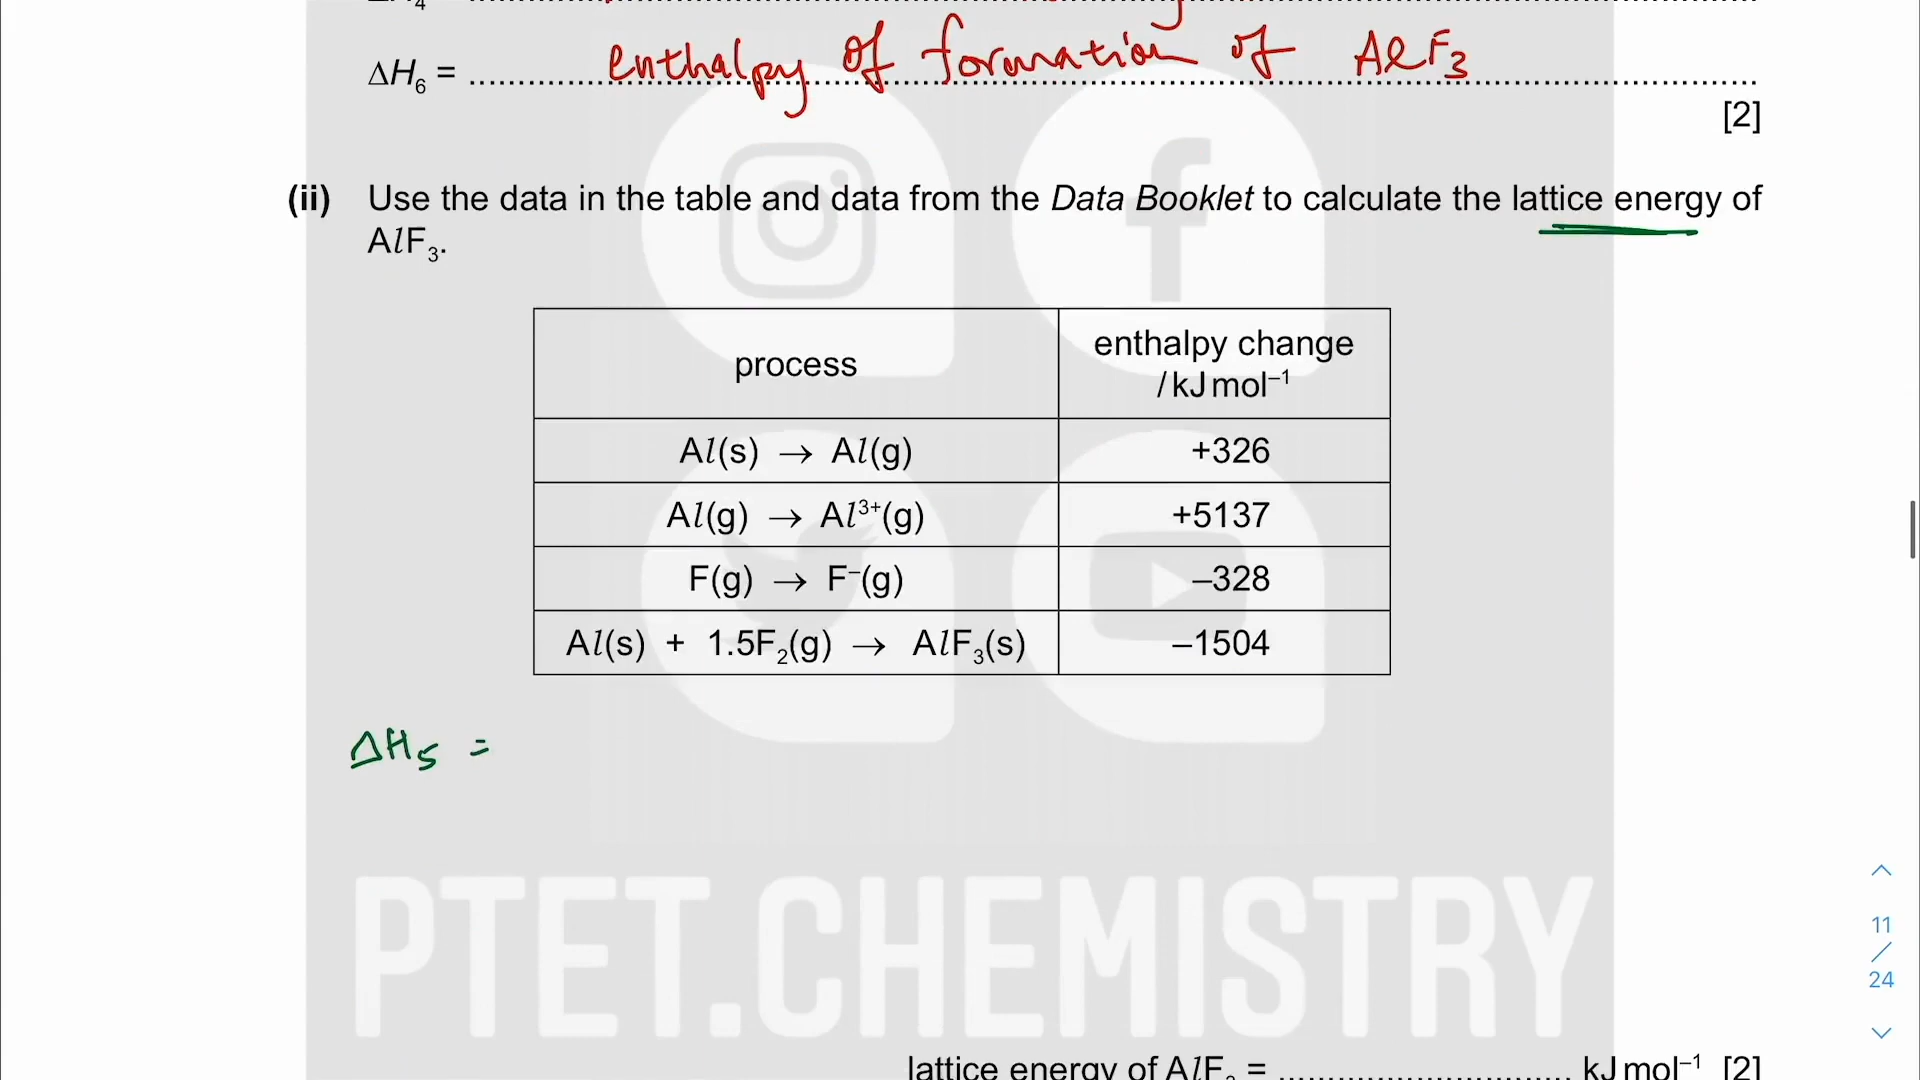 ΔH₆ = enthalpy of formation of AlF₃
[2]
(ii) Use the data in the table and data from the Data Booklet to calculate the lattice energy of
AlF₃.
process
enthalpy change
/ kJ mol⁻¹
Al(s) → Al(g) +326
Al(g) → Al³⁺(g) +5137
F(g) → F⁻(g) –328
Al(s) + 1.5F₂(g) → AlF₃(s) –1504
ΔH₅ =
PTET.CHEMISTRY
11
/
24
lattice energy of AlF₃ = .............................. kJ mol⁻¹ [2]